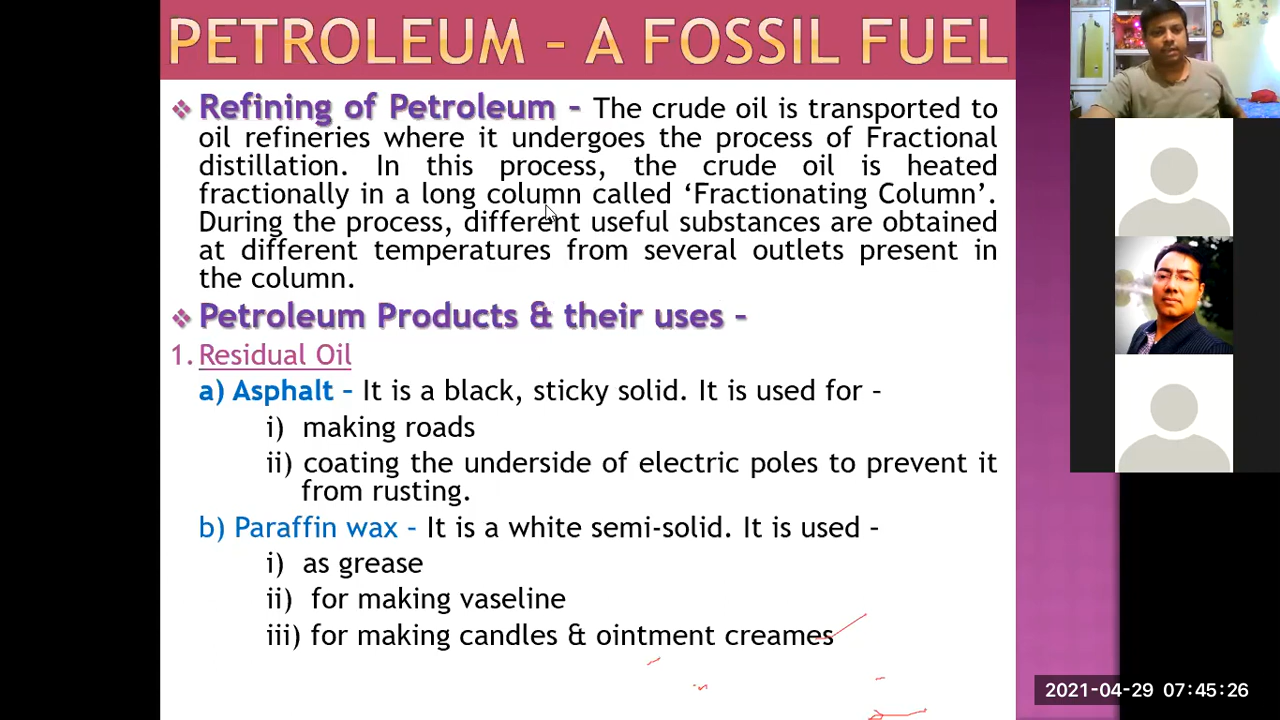 PETROLEUM – A FOSSIL FUEL
❖ Refining of Petroleum – The crude oil is transported to
oil refineries where it undergoes the process of Fractional
distillation. In this process, the crude oil is heated
fractionally in a long column called ‘Fractionating Column’.
During the process, different useful substances are obtained
at different temperatures from several outlets present in
the column.
❖ Petroleum Products & their uses –
1. Residual Oil
a) Asphalt – It is a black, sticky solid. It is used for –
i) making roads
ii) coating the underside of electric poles to prevent it
from rusting.
b) Paraffin wax – It is a white semi-solid. It is used –
i) as grease
ii) for making vaseline
iii) for making candles & ointment creames
2021-04-29 07:45:26